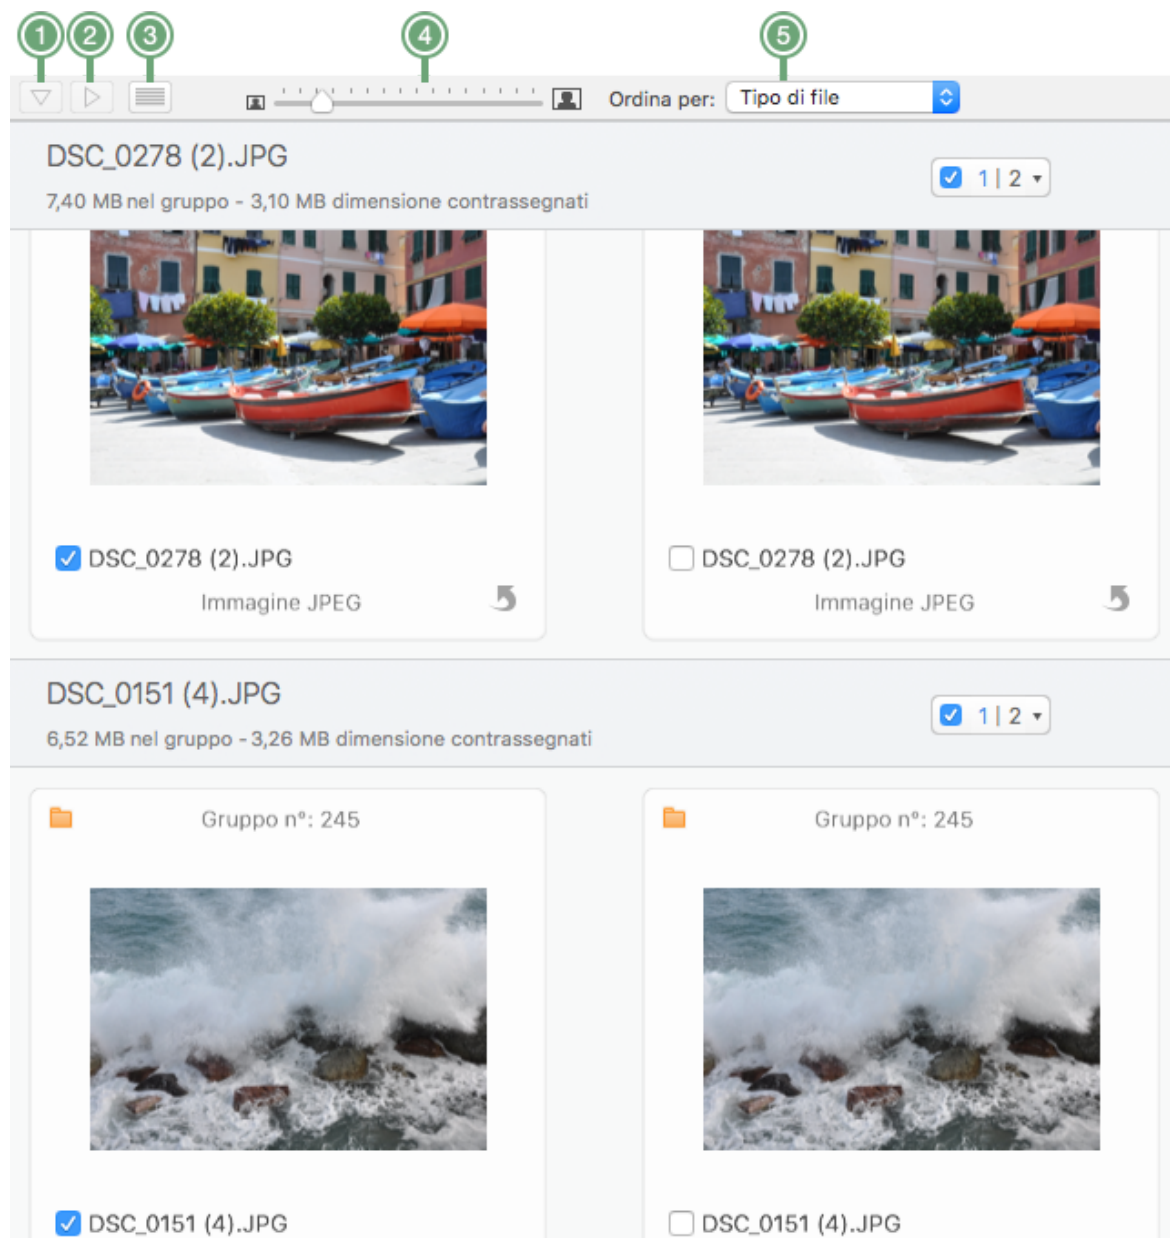 1 2 3 4 5
Ordina per: Tipo di file
DSC_0278 (2).JPG
1 | 2
7,40 MB nel gruppo - 3,10 MB dimensione contrassegnati
DSC_0278 (2).JPG
DSC_0278 (2).JPG
Immagine JPEG
Immagine JPEG
DSC_0151 (4).JPG
1 | 2
6,52 MB nel gruppo - 3,26 MB dimensione contrassegnati
Gruppo n°: 245
Gruppo n°: 245
DSC_0151 (4).JPG
DSC_0151 (4).JPG